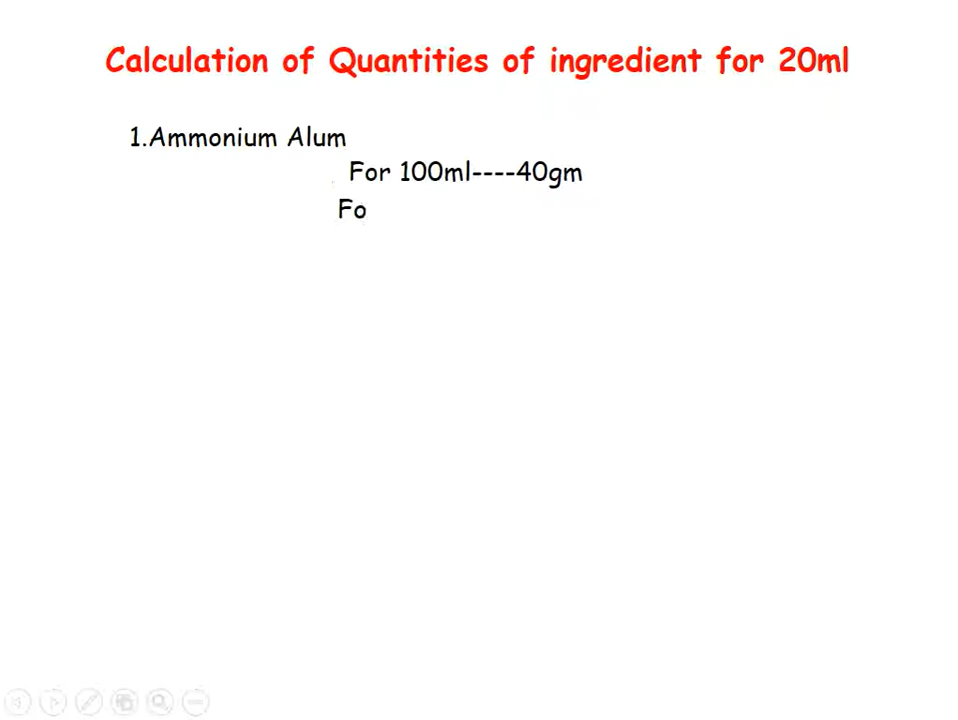 Calculation of Quantities of ingredient for 20ml
1.Ammonium Alum
For 100ml----40gm
Fo